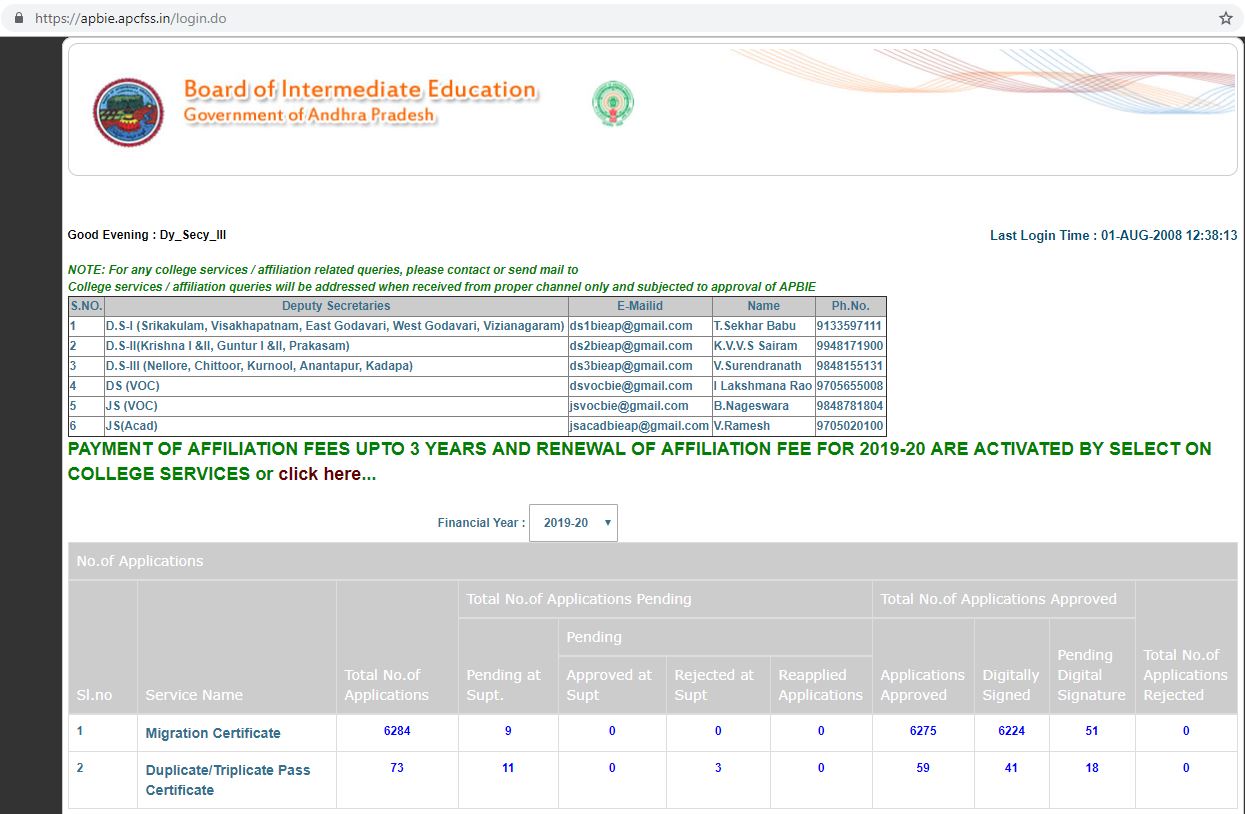 https://apbie.apcfss.in/login.do
Board of Intermediate Education
Government of Andhra Pradesh
Good Evening : Dy_Secy_III
Last Login Time : 01-AUG-2008 12:38:13
NOTE: For any college services / affiliation related queries, please contact or send mail to
College services / affiliation queries will be addressed when received from proper channel only and subjected to approval of APBIE
S.NO. Deputy Secretaries E-Mailid Name Ph.No.
1 D.S-I (Srikakulam, Visakhapatnam, East Godavari, West Godavari, Vizianagaram) ds1bieap@gmail.com T.Sekhar Babu 9133597111
2 D.S-II(Krishna I &II, Guntur I &II, Prakasam) ds2bieap@gmail.com K.V.V.S Sairam 9948171900
3 D.S-III (Nellore, Chittoor, Kurnool, Anantapur, Kadapa) ds3bieap@gmail.com V.Surendranath 9848155131
4 DS (VOC) dsvocbie@gmail.com I Lakshmana Rao 9705655008
5 JS (VOC) jsvocbie@gmail.com B.Nageswara 9848781804
6 JS(Acad) jsacadbieap@gmail.com V.Ramesh 9705020100
PAYMENT OF AFFILIATION FEES UPTO 3 YEARS AND RENEWAL OF AFFILIATION FEE FOR 2019-20 ARE ACTIVATED BY SELECT ON
COLLEGE SERVICES or click here...
Financial Year : 2019-20
No.of Applications
Total No.of Applications Pending Total No.of Applications Approved
Pending
Sl.no Service Name Total No.of Applications Pending at Supt. Approved at Supt Rejected at Supt Reapplied Applications Applications Approved Digitally Signed Pending Digital Signature Total No.of Applications Rejected
1 Migration Certificate 6284 9 0 0 0 6275 6224 51 0
2 Duplicate/Triplicate Pass Certificate 73 11 0 3 0 59 41 18 0